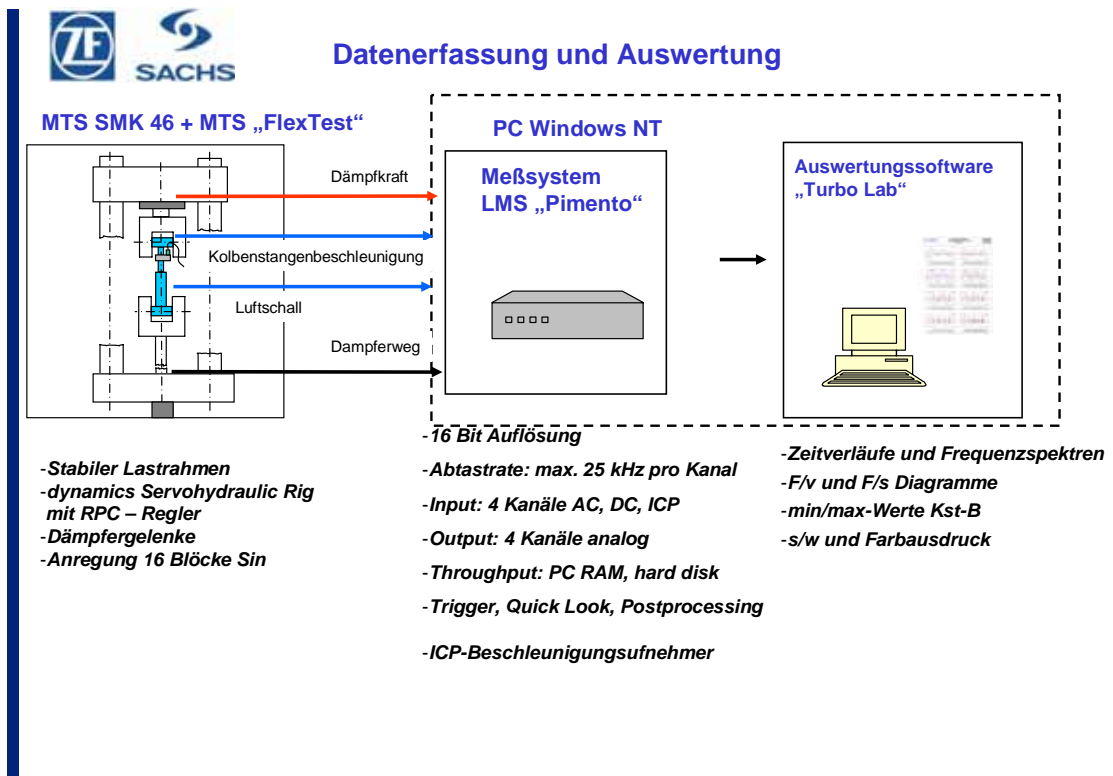 ZF
SACHS
Datenerfassung und Auswertung
MTS SMK 46 + MTS „FlexTest“
Dämpfkraft
Kolbenstangenbeschleunigung
Luftschall
Dampferweg
PC Windows NT
Meßsystem
LMS „Pimento“
Auswertungssoftware
„Turbo Lab“
-Stabiler Lastrahmen
-dynamics Servohydraulic Rig
mit RPC – Regler
-Dämpfergelenke
-Anregung 16 Blöcke Sin
-16 Bit Auflösung
-Abtastrate: max. 25 kHz pro Kanal
-Input: 4 Kanäle AC, DC, ICP
-Output: 4 Kanäle analog
-Throughput: PC RAM, hard disk
-Trigger, Quick Look, Postprocessing
-ICP-Beschleunigungsufnehmer
-Zeitverläufe und Frequenzspektren
-F/v und F/s Diagramme
-min/max-Werte Kst-B
-s/w und Farbausdruck